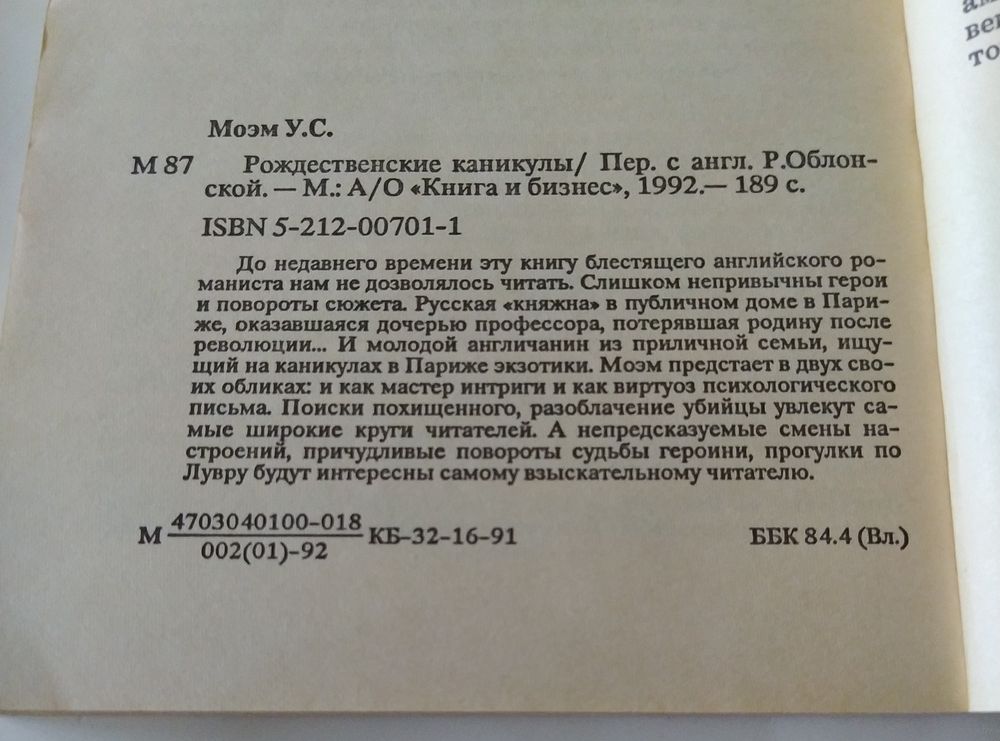 Моэм У.С.
М 87 Рождественские каникулы/ Пер. с англ. Р.Облон-
ской. — М.: А/О «Книга и бизнес», 1992.— 189 с.
ISBN 5-212-00701-1
До недавнего времени эту книгу блестящего английского ро-
маниста нам не дозволялось читать. Слишком непривычны герои
и повороты сюжета. Русская «княжна» в публичном доме в Пари-
же, оказавшаяся дочерью профессора, потерявшая родину после
революции... И молодой англичанин из приличной семьи, ищу-
щий на каникулах в Париже экзотики. Моэм предстает в двух сво-
их обликах: и как мастер интриги и как виртуоз психологического
письма. Поиски похищенного, разоблачение убийцы увлекут са-
мые широкие круги читателей. А непредсказуемые смены на-
строений, причудливые повороты судьбы героини, прогулки по
Лувру будут интересны самому взыскательному читателю.
М 4703040100-018 КБ-32-16-91 ББК 84.4 (Вл.)
002(01)-92